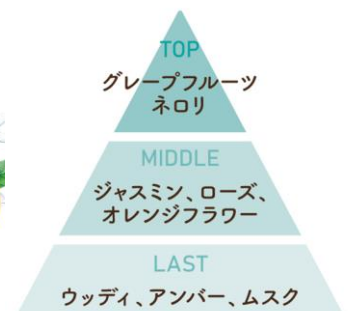 TOP
グレープフルーツ
ネロリ
MIDDLE
ジャスミン、ローズ、
オレンジフラワー
LAST
ウッディ、アンバー、ムスク